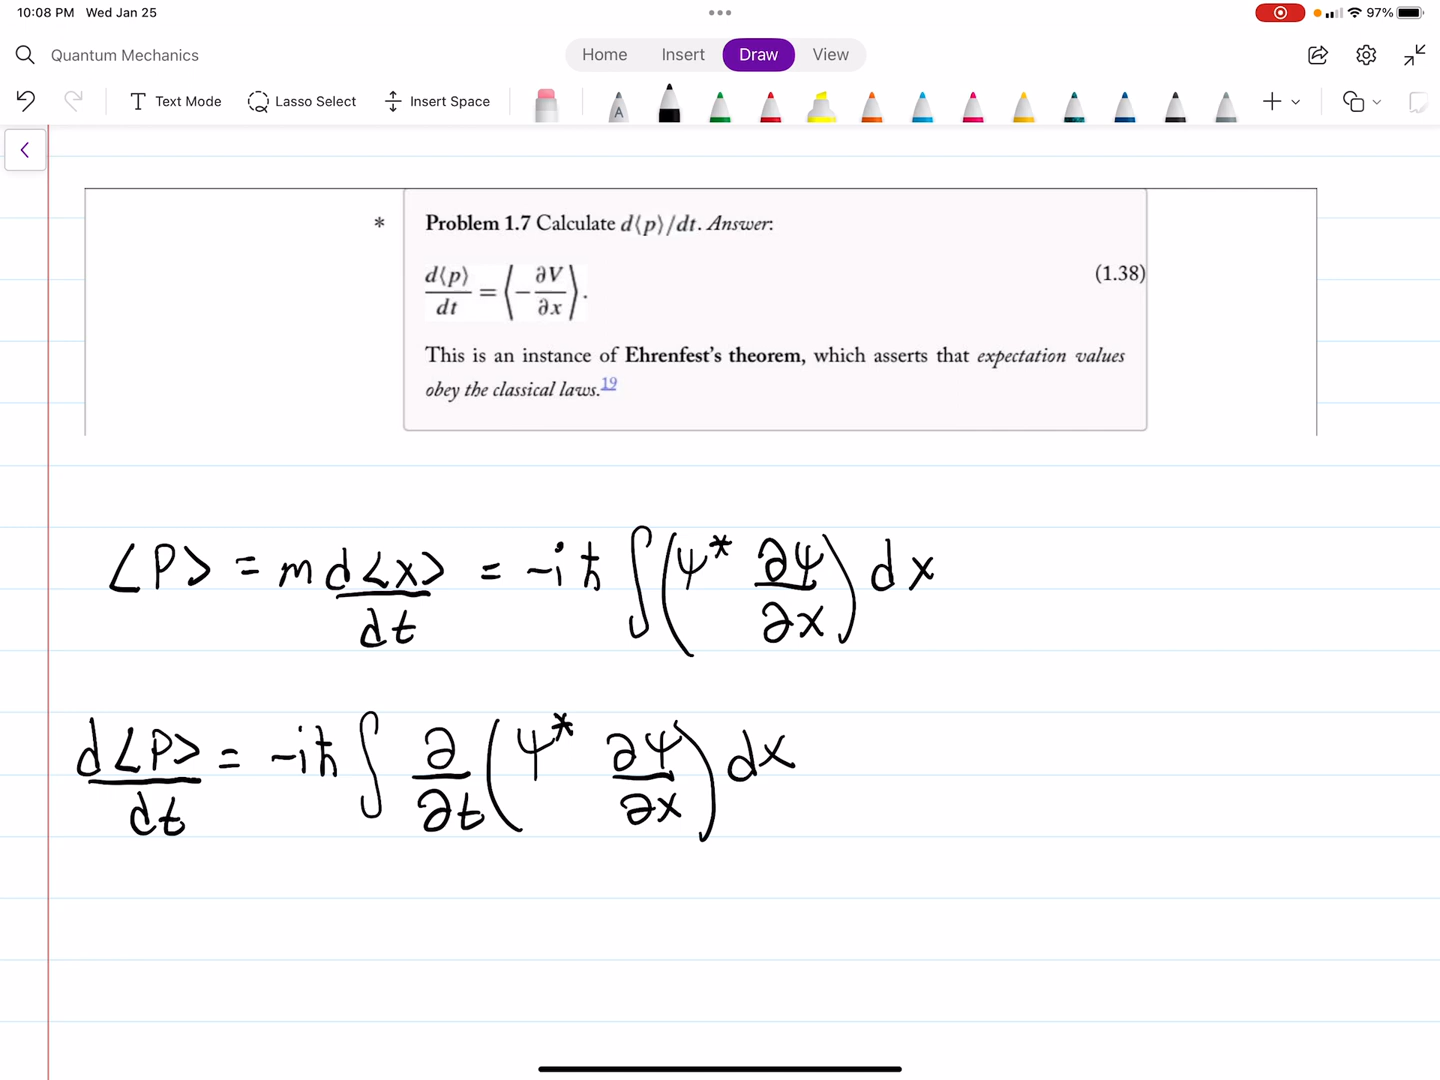 10:08 PM Wed Jan 25
97%
Quantum Mechanics
Home Insert Draw View
Text Mode Lasso Select Insert Space
A
* Problem 1.7 Calculate d⟨p⟩/dt. Answer:
d⟨p⟩/dt = ⟨−∂V/∂x⟩. (1.38)
This is an instance of Ehrenfest's theorem, which asserts that expectation values
obey the classical laws.19
<P> = m d<x>/dt = -iħ ∫(ψ* ∂ψ/∂x) dx
d<P>/dt = -iħ ∫ ∂/∂t (ψ* ∂ψ/∂x) dx